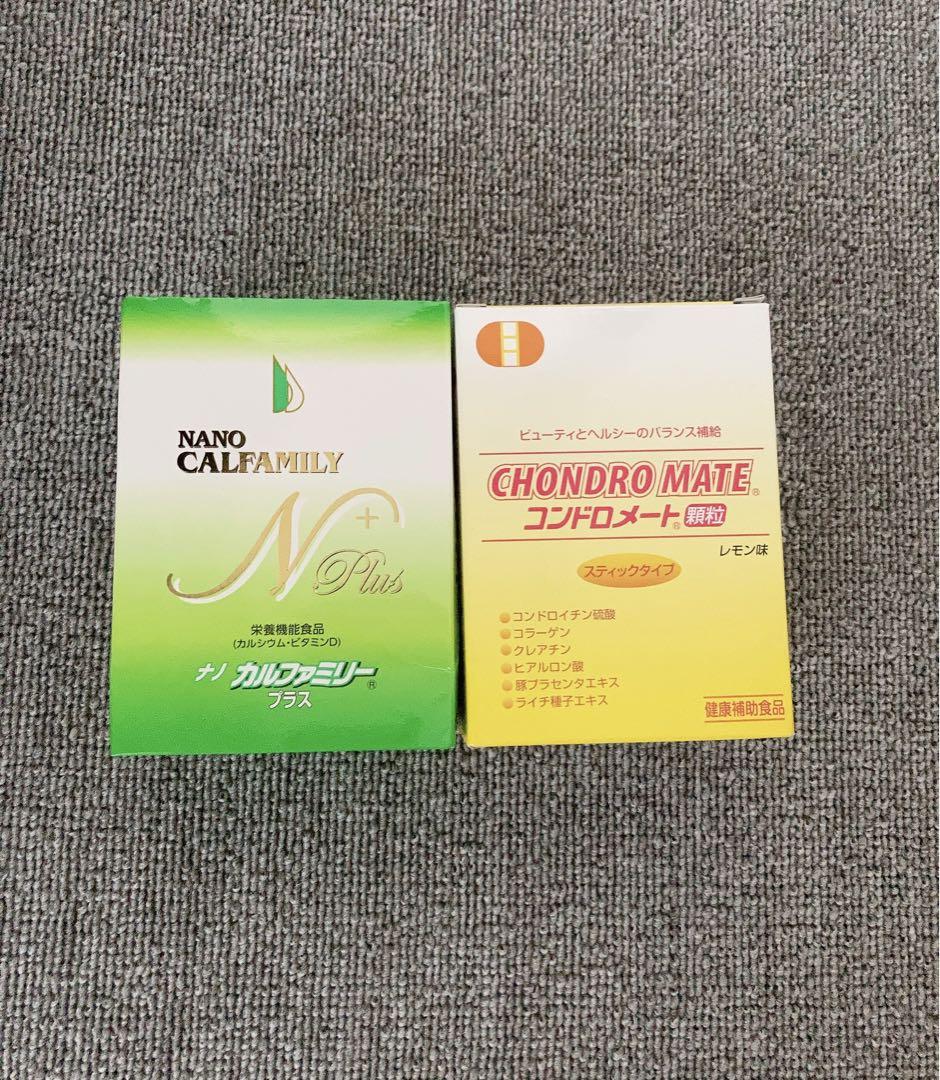 NANO
CALFAMILY
N+
Plus
栄養機能食品
(カルシウム・ビタミンD)
ナノ カルファミリー®
プラス
ビューティとヘルシーのバランス補給
CHONDRO MATE®
コンドロメート® 顆粒
レモン味
スティックタイプ
コンドロイチン硫酸
コラーゲン
クレアチン
ヒアルロン酸
豚プラセンタエキス
ライチ種子エキス
健康補助食品